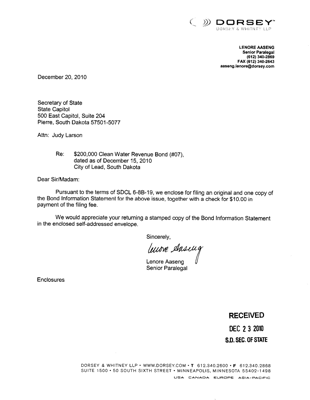 DORSEY
DORSEY & WHITNEY LLP
LENORE AASENG
Senior Paralegal
(612) 340-2868
FAX (612) 340-2643
aaseng.lenore@dorsey.com
December 20, 2010
Secretary of State
State Capitol
500 East Capitol, Suite 204
Pierre, South Dakota 57501-5077
Attn: Judy Larson
Re: $200,000 Clean Water Revenue Bond (#07),
dated as of December 15, 2010
City of Lead, South Dakota
Dear Sir/Madam:
Pursuant to the terms of SDCL 6-8B-19, we enclose for filing an original and one copy of
the Bond Information Statement for the above issue, together with a check for $10.00 in
payment of the filing fee.
We would appreciate your returning a stamped copy of the Bond Information Statement
in the enclosed self-addressed envelope.
Sincerely,
Lenore Aaseng
Lenore Aaseng
Senior Paralegal
Enclosures
RECEIVED
DEC 23 2010
S.D. SEC. OF STATE
DORSEY & WHITNEY LLP • WWW.DORSEY.COM • T 612.340.2600 • F 612.340.2868
SUITE 1500 • 50 SOUTH SIXTH STREET • MINNEAPOLIS, MINNESOTA 55402-1498
USA CANADA EUROPE ASIA-PACIFIC